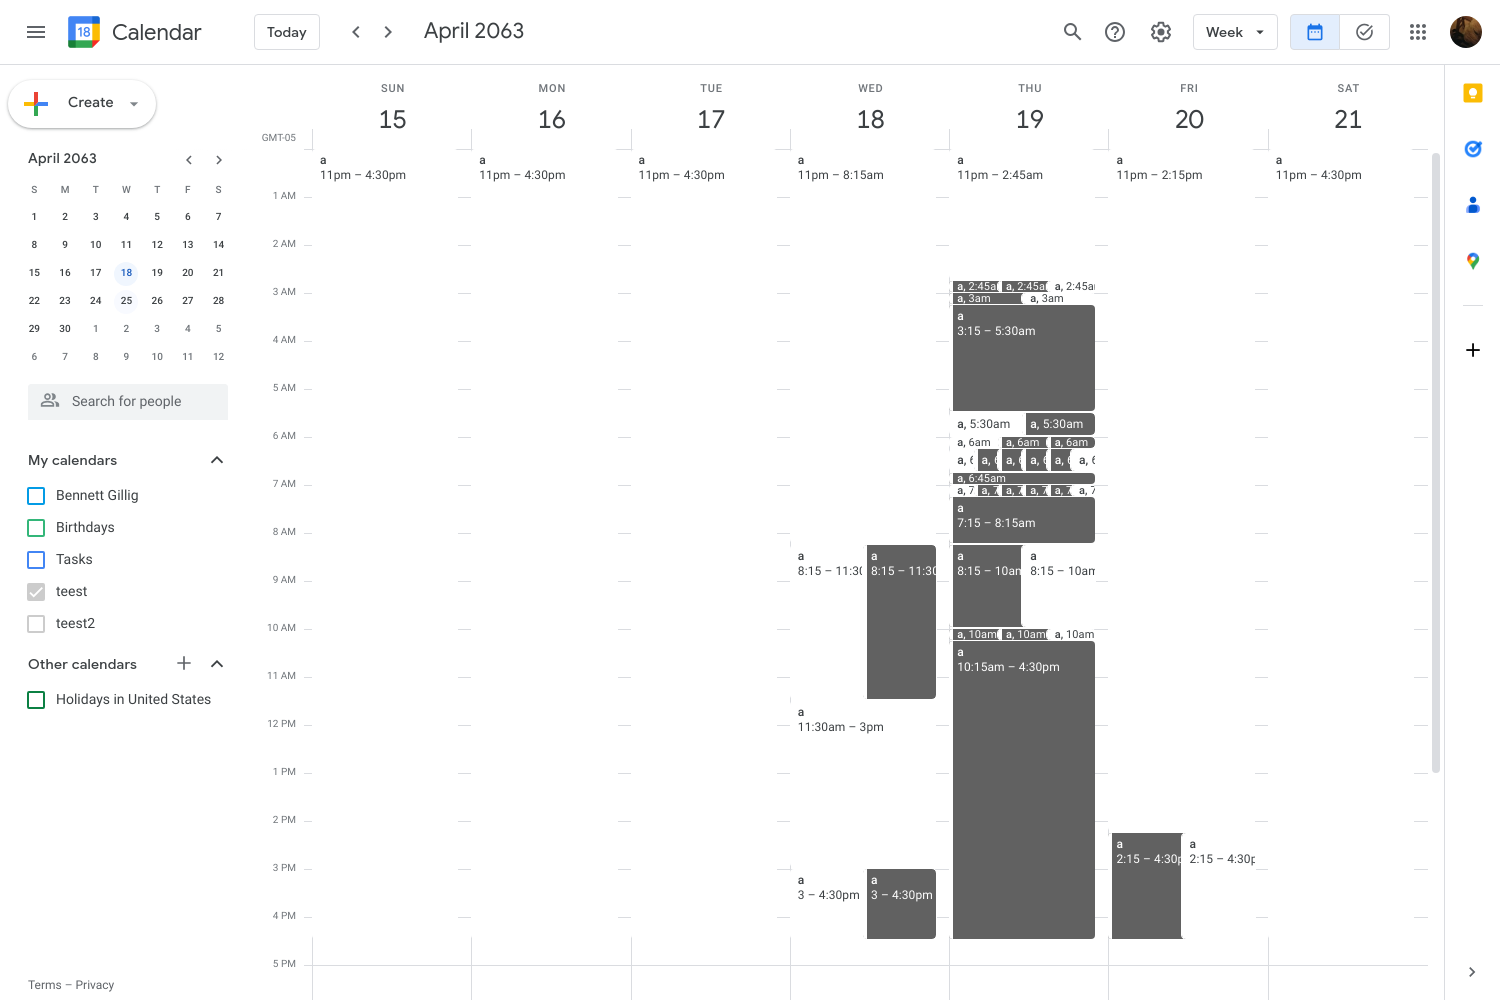 18 Calendar
Today
April 2063
Week
Create
SUN MON TUE WED THU FRI SAT
15 16 17 18 19 20 21
GMT-05
April 2063
S M T W T F S
1 2 3 4 5 6 7
8 9 10 11 12 13 14
15 16 17 18 19 20 21
22 23 24 25 26 27 28
29 30 1 2 3 4 5
6 7 8 9 10 11 12
Search for people
My calendars
Bennett Gillig
Birthdays
Tasks
teest
teest2
Other calendars
Holidays in United States
Terms – Privacy
1 AM
2 AM
3 AM
4 AM
5 AM
6 AM
7 AM
8 AM
9 AM
10 AM
11 AM
12 PM
1 PM
2 PM
3 PM
4 PM
5 PM
a
11pm – 4:30pm
a
11pm – 4:30pm
a
11pm – 4:30pm
a
11pm – 8:15am
a
8:15 – 11:30
a
8:15 – 11:30
a
11:30am – 3pm
a
3 – 4:30pm
a
3 – 4:30pm
a
11pm – 2:45am
a, 2:45a
a, 2:45a
a, 2:45a
a, 3am
a, 3am
a
3:15 – 5:30am
a, 5:30am
a, 5:30am
a, 6am
a, 6am
a, 6am
a, 6
a, 6
a, 6
a, 6
a, 6
a, 6
a, 6:45am
a, 7
a, 7
a, 7
a, 7
a, 7
a, 7
a
7:15 – 8:15am
a
8:15 – 10am
a
8:15 – 10am
a, 10am
a, 10am
a, 10am
a
10:15am – 4:30pm
a
11pm – 2:15pm
a
2:15 – 4:30p
a
2:15 – 4:30p
a
11pm – 4:30pm